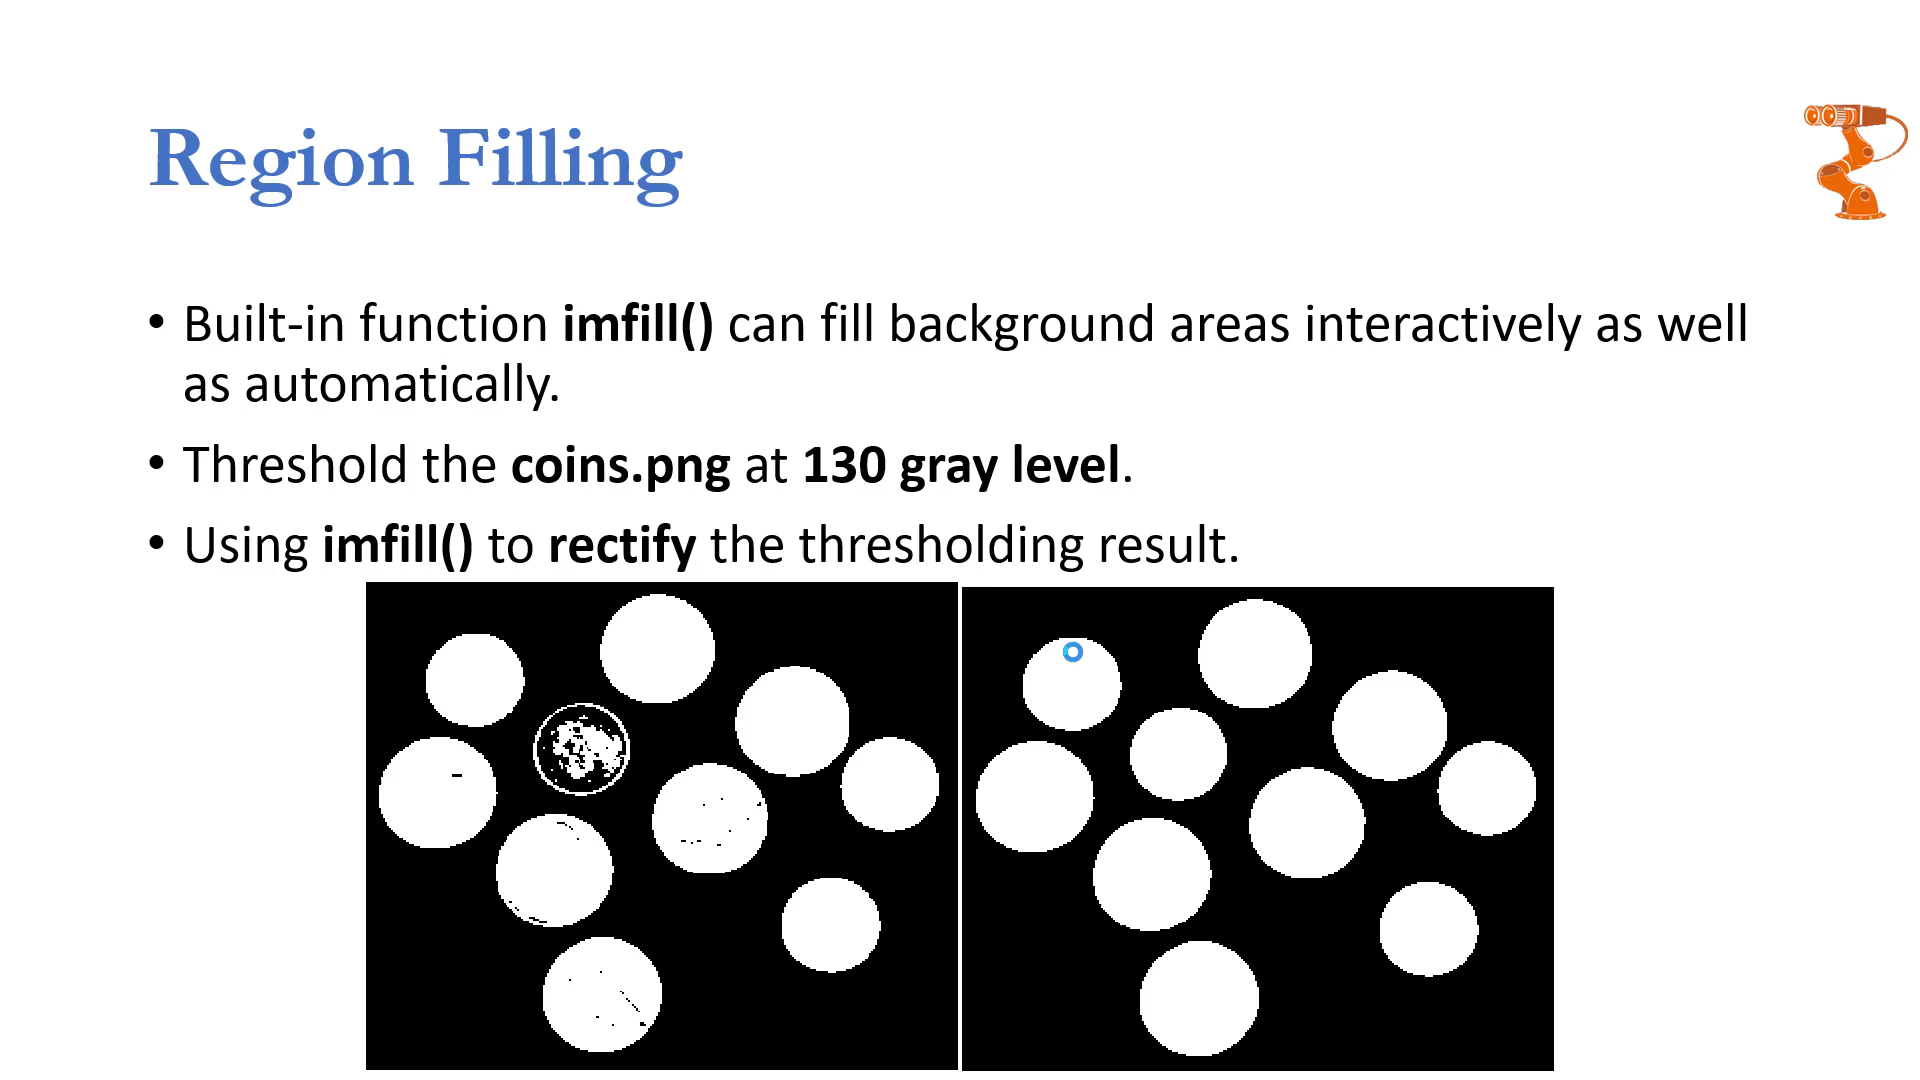 Region Filling
• Built-in function imfill() can fill background areas interactively as well
as automatically.
• Threshold the coins.png at 130 gray level.
• Using imfill() to rectify the thresholding result.